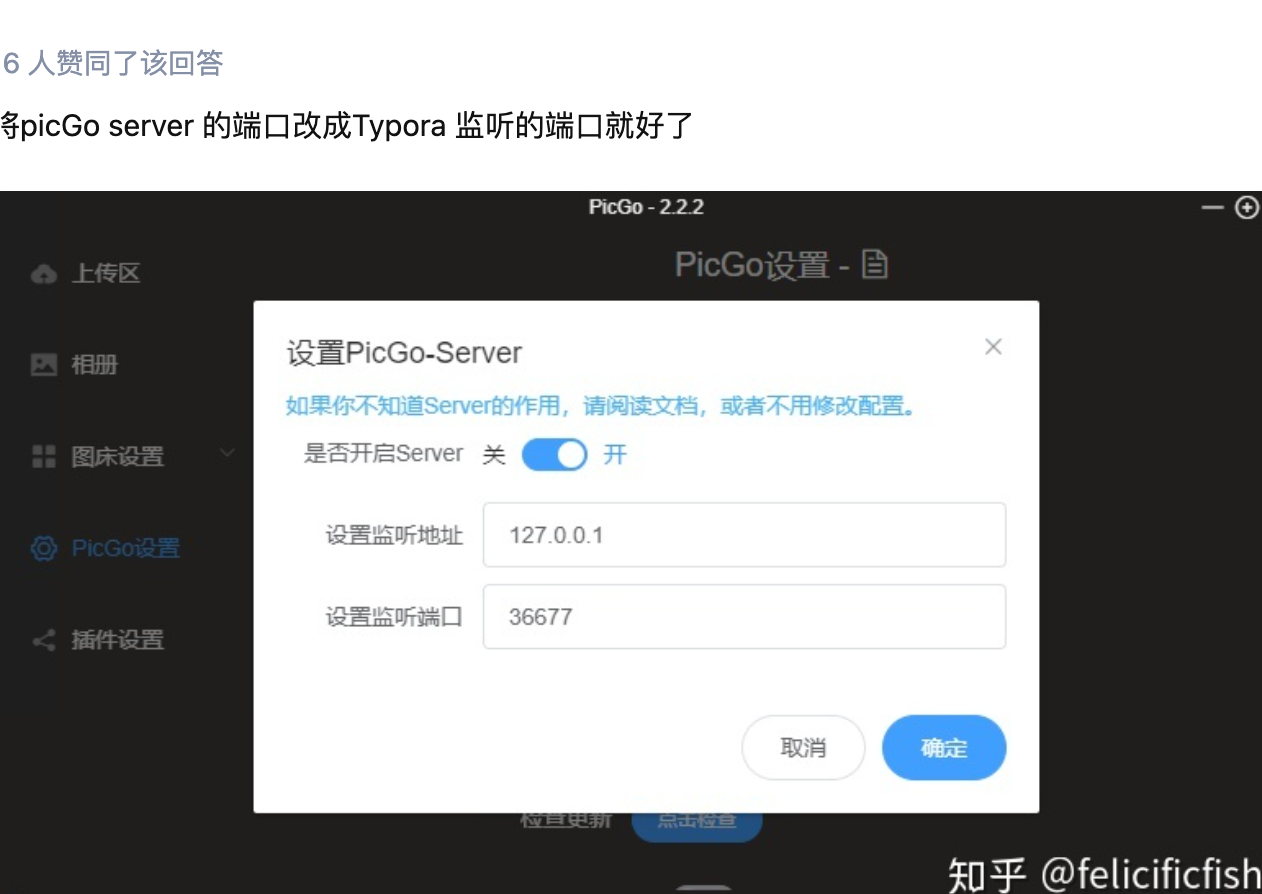 6 人赞同了该回答
将picGo server 的端口改成Typora 监听的端口就好了
PicGo - 2.2.2
上传区
PicGo设置 -
相册
图床设置
PicGo设置
插件设置
设置PicGo-Server
如果你不知道Server的作用，请阅读文档，或者不用修改配置。
是否开启Server 关 开
设置监听地址 127.0.0.1
设置监听端口 36677
取消 确定
检查更新 点击检查
知乎 @felicificfish